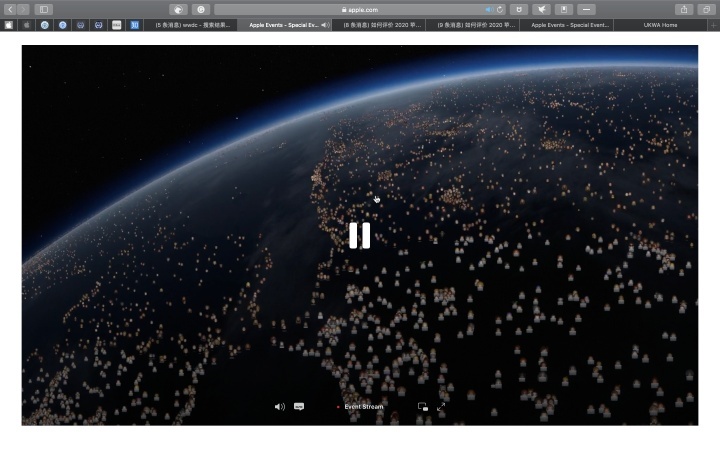 apple.com
(5 条消息) wwdc - 搜索结果...
Apple Events - Special Ev...
(8 条消息) 如何评价 2020 苹...
(9 条消息) 如何评价 2020 苹...
Apple Events - Special Event...
UKWA Home
Event Stream